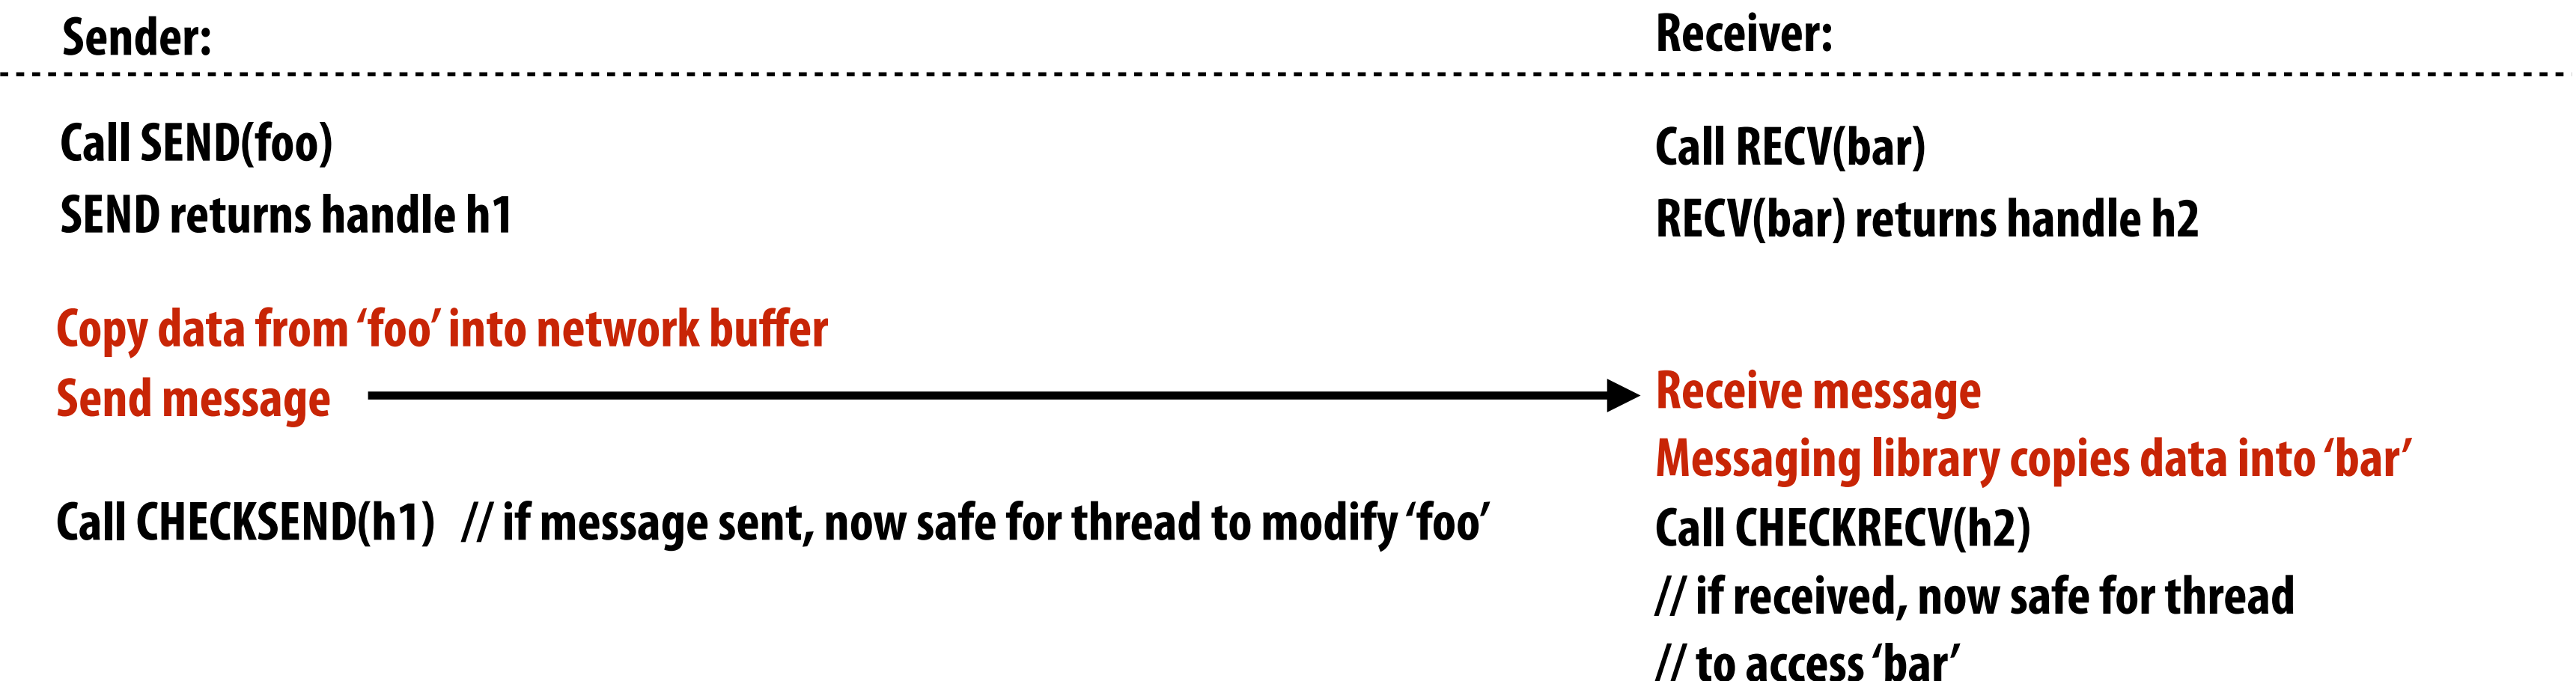 Sender:
Receiver:
Call SEND(foo)
SEND returns handle h1
Copy data from ‘foo’ into network buffer
Send message
Call CHECKSEND(h1) // if message sent, now safe for thread to modify ‘foo’
Call RECV(bar)
RECV(bar) returns handle h2
Receive message
Messaging library copies data into ‘bar’
Call CHECKRECV(h2)
// if received, now safe for thread
// to access ‘bar’